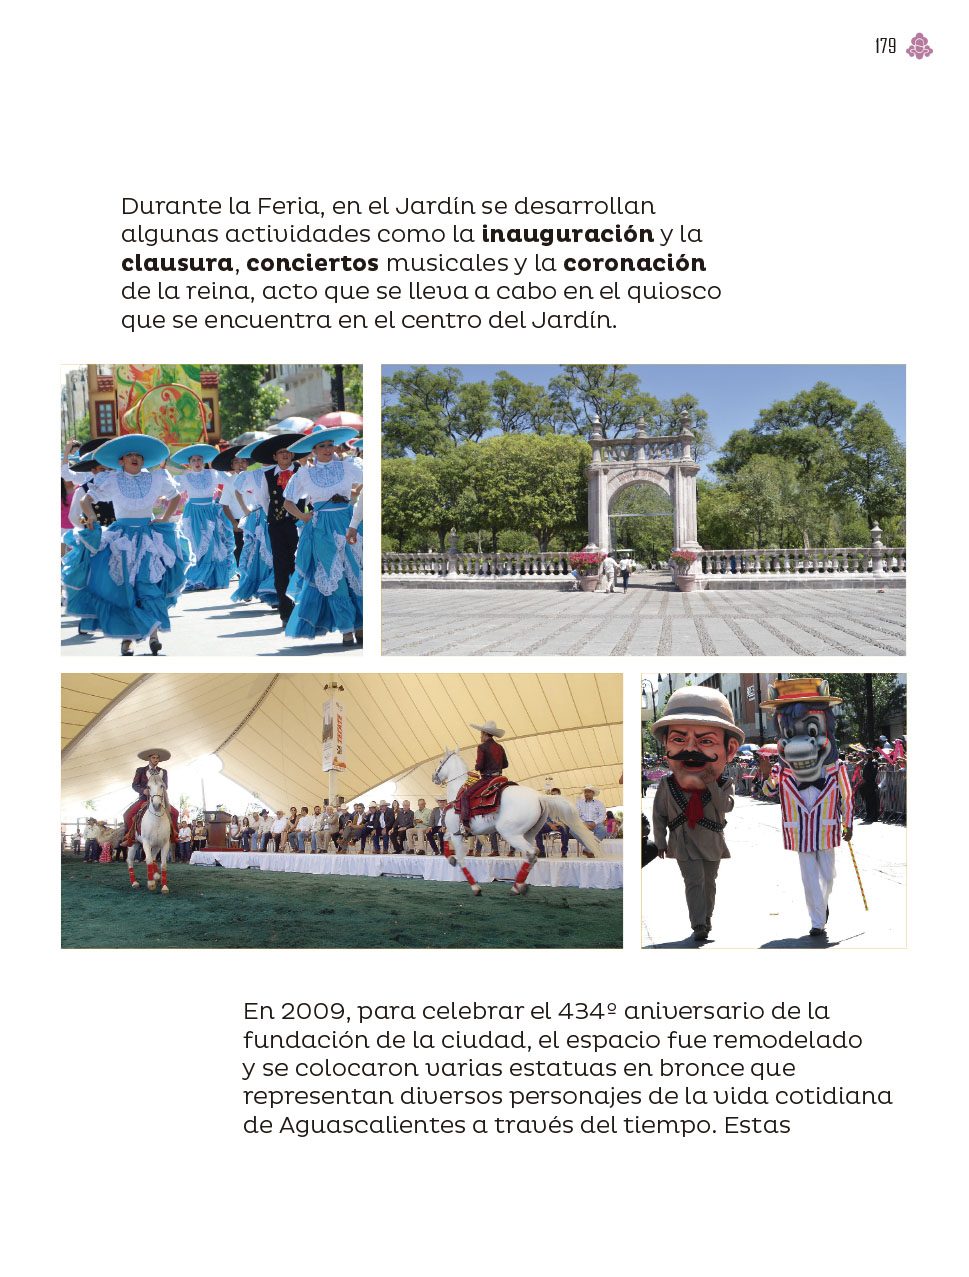 179
Durante la Feria, en el Jardín se desarrollan
algunas actividades como la inauguración y la
clausura, conciertos musicales y la coronación
de la reina, acto que se lleva a cabo en el quiosco
que se encuentra en el centro del Jardín.
TECATE
En 2009, para celebrar el 434º aniversario de la
fundación de la ciudad, el espacio fue remodelado
y se colocaron varias estatuas en bronce que
representan diversos personajes de la vida cotidiana
de Aguascalientes a través del tiempo. Estas